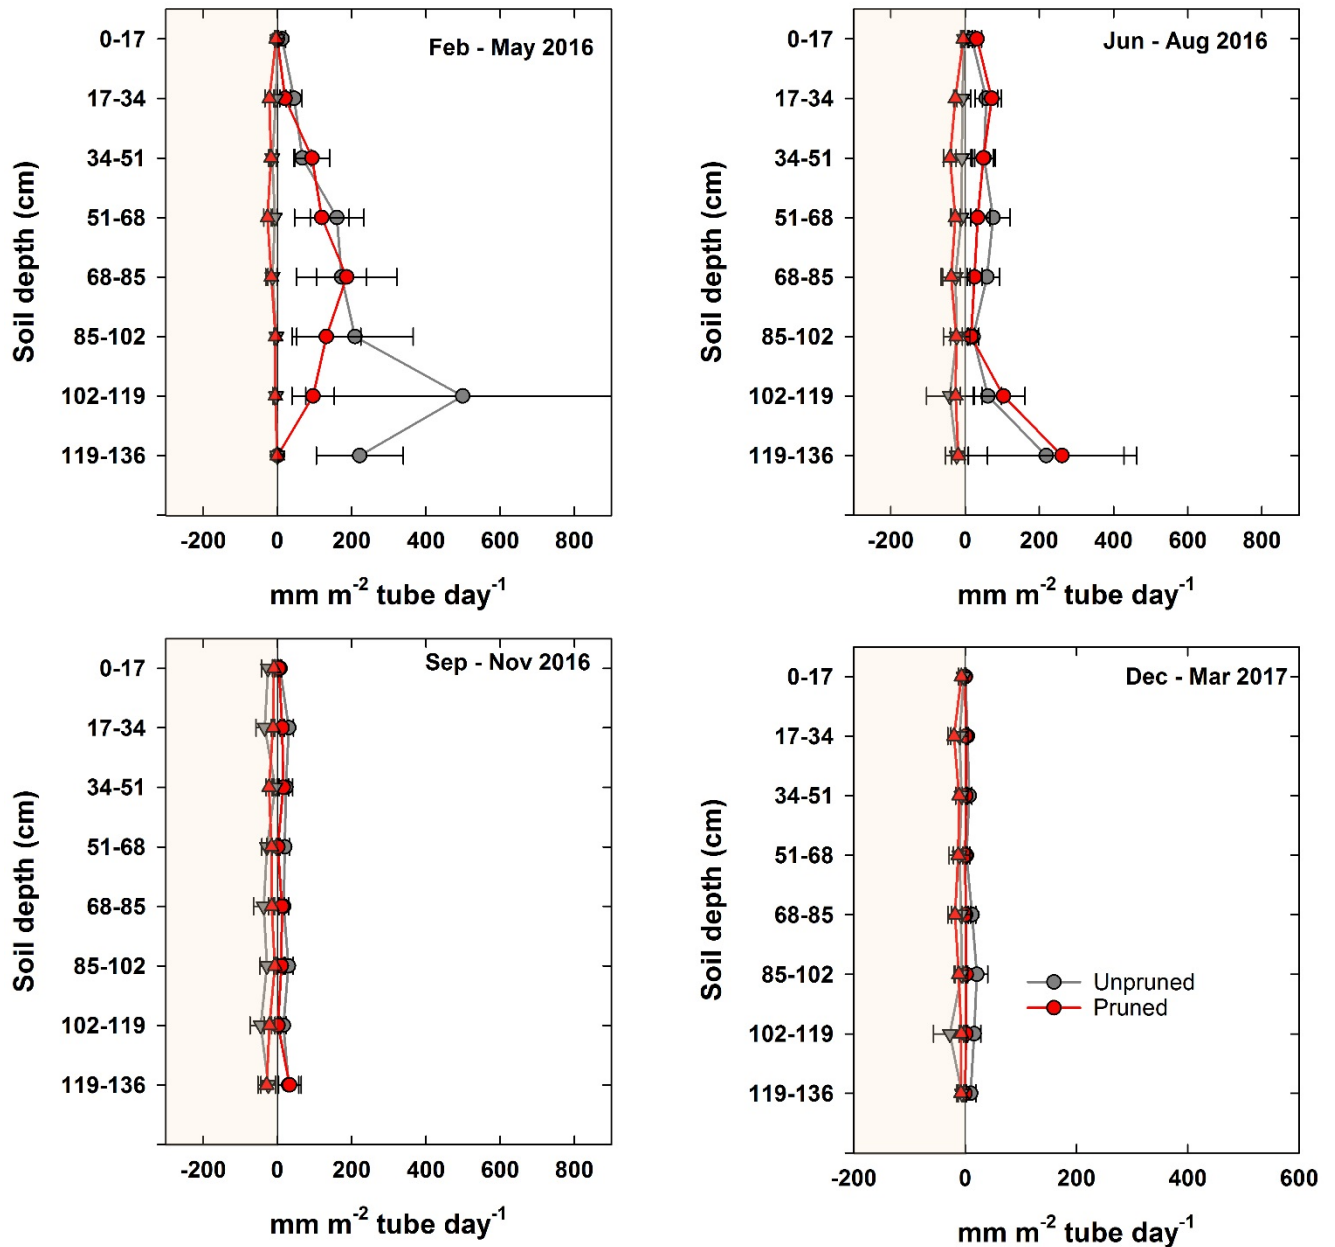 Feb - May 2016
Soil depth (cm)
0-17
17-34
34-51
51-68
68-85
85-102
102-119
119-136
-200 0 200 400 600 800
mm m-2 tube day-1
Jun - Aug 2016
Soil depth (cm)
0-17
17-34
34-51
51-68
68-85
85-102
102-119
119-136
-200 0 200 400 600 800
mm m-2 tube day-1
Sep - Nov 2016
Soil depth (cm)
0-17
17-34
34-51
51-68
68-85
85-102
102-119
119-136
-200 0 200 400 600 800
mm m-2 tube day-1
Dec - Mar 2017
Soil depth (cm)
0-17
17-34
34-51
51-68
68-85
85-102
102-119
119-136
Unpruned
Pruned
-200 0 200 400 600
mm m-2 tube day-1